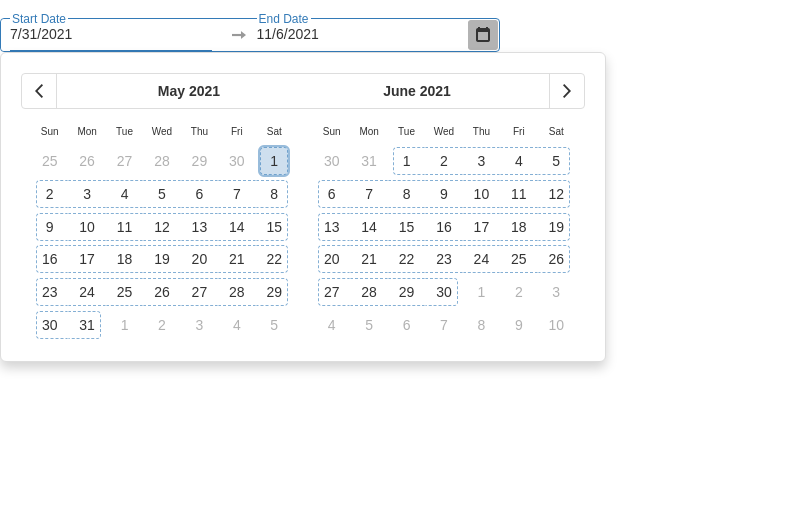 Start Date End Date
7/31/2021 11/6/2021
May 2021 June 2021
Sun Mon Tue Wed Thu Fri Sat Sun Mon Tue Wed Thu Fri Sat
25 26 27 28 29 30 1 30 31 1 2 3 4 5
2 3 4 5 6 7 8 6 7 8 9 10 11 12
9 10 11 12 13 14 15 13 14 15 16 17 18 19
16 17 18 19 20 21 22 20 21 22 23 24 25 26
23 24 25 26 27 28 29 27 28 29 30 1 2 3
30 31 1 2 3 4 5 4 5 6 7 8 9 10